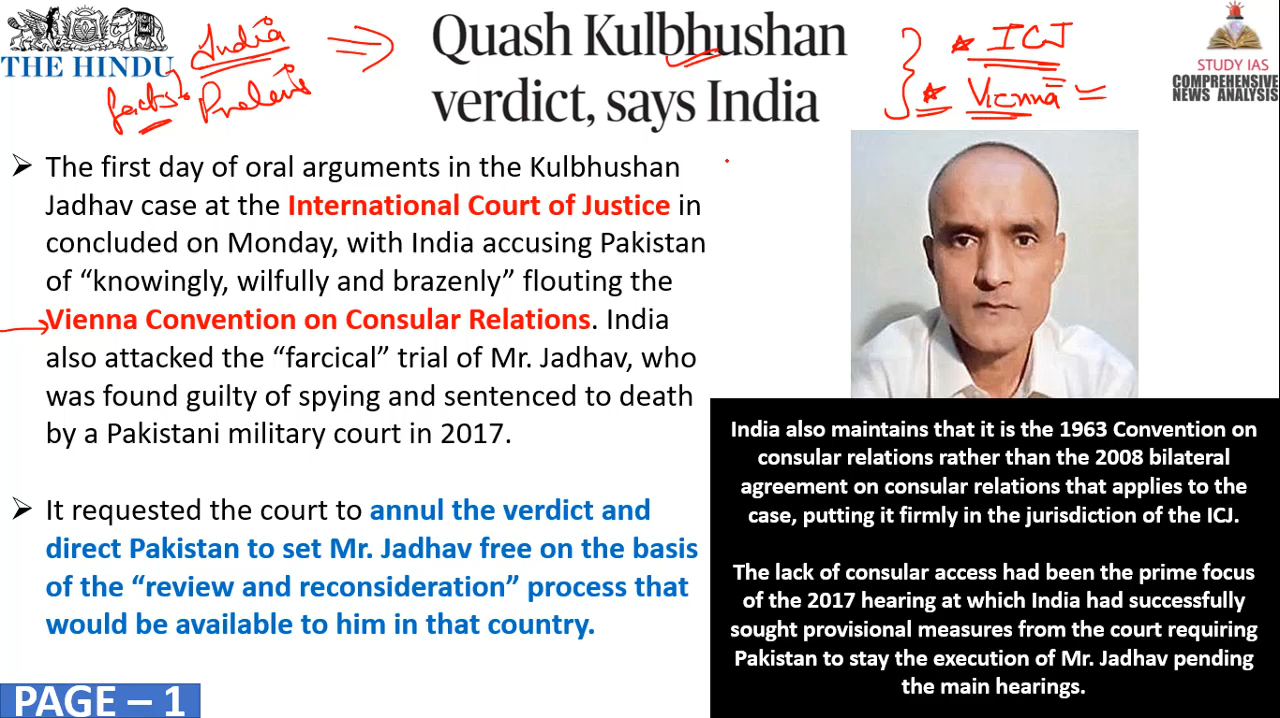 THE HINDU
facts
India
Pakistan
Quash Kulbhushan
verdict, says India
ICJ
Vienna
STUDY IAS
COMPREHENSIVE
NEWS ANALYSIS
The first day of oral arguments in the Kulbhushan
Jadhav case at the International Court of Justice in
concluded on Monday, with India accusing Pakistan
of “knowingly, wilfully and brazenly” flouting the
Vienna Convention on Consular Relations. India
also attacked the “farcical” trial of Mr. Jadhav, who
was found guilty of spying and sentenced to death
by a Pakistani military court in 2017.
It requested the court to annul the verdict and
direct Pakistan to set Mr. Jadhav free on the basis
of the “review and reconsideration” process that
would be available to him in that country.
India also maintains that it is the 1963 Convention on
consular relations rather than the 2008 bilateral
agreement on consular relations that applies to the
case, putting it firmly in the jurisdiction of the ICJ.
The lack of consular access had been the prime focus
of the 2017 hearing at which India had successfully
sought provisional measures from the court requiring
Pakistan to stay the execution of Mr. Jadhav pending
the main hearings.
PAGE – 1